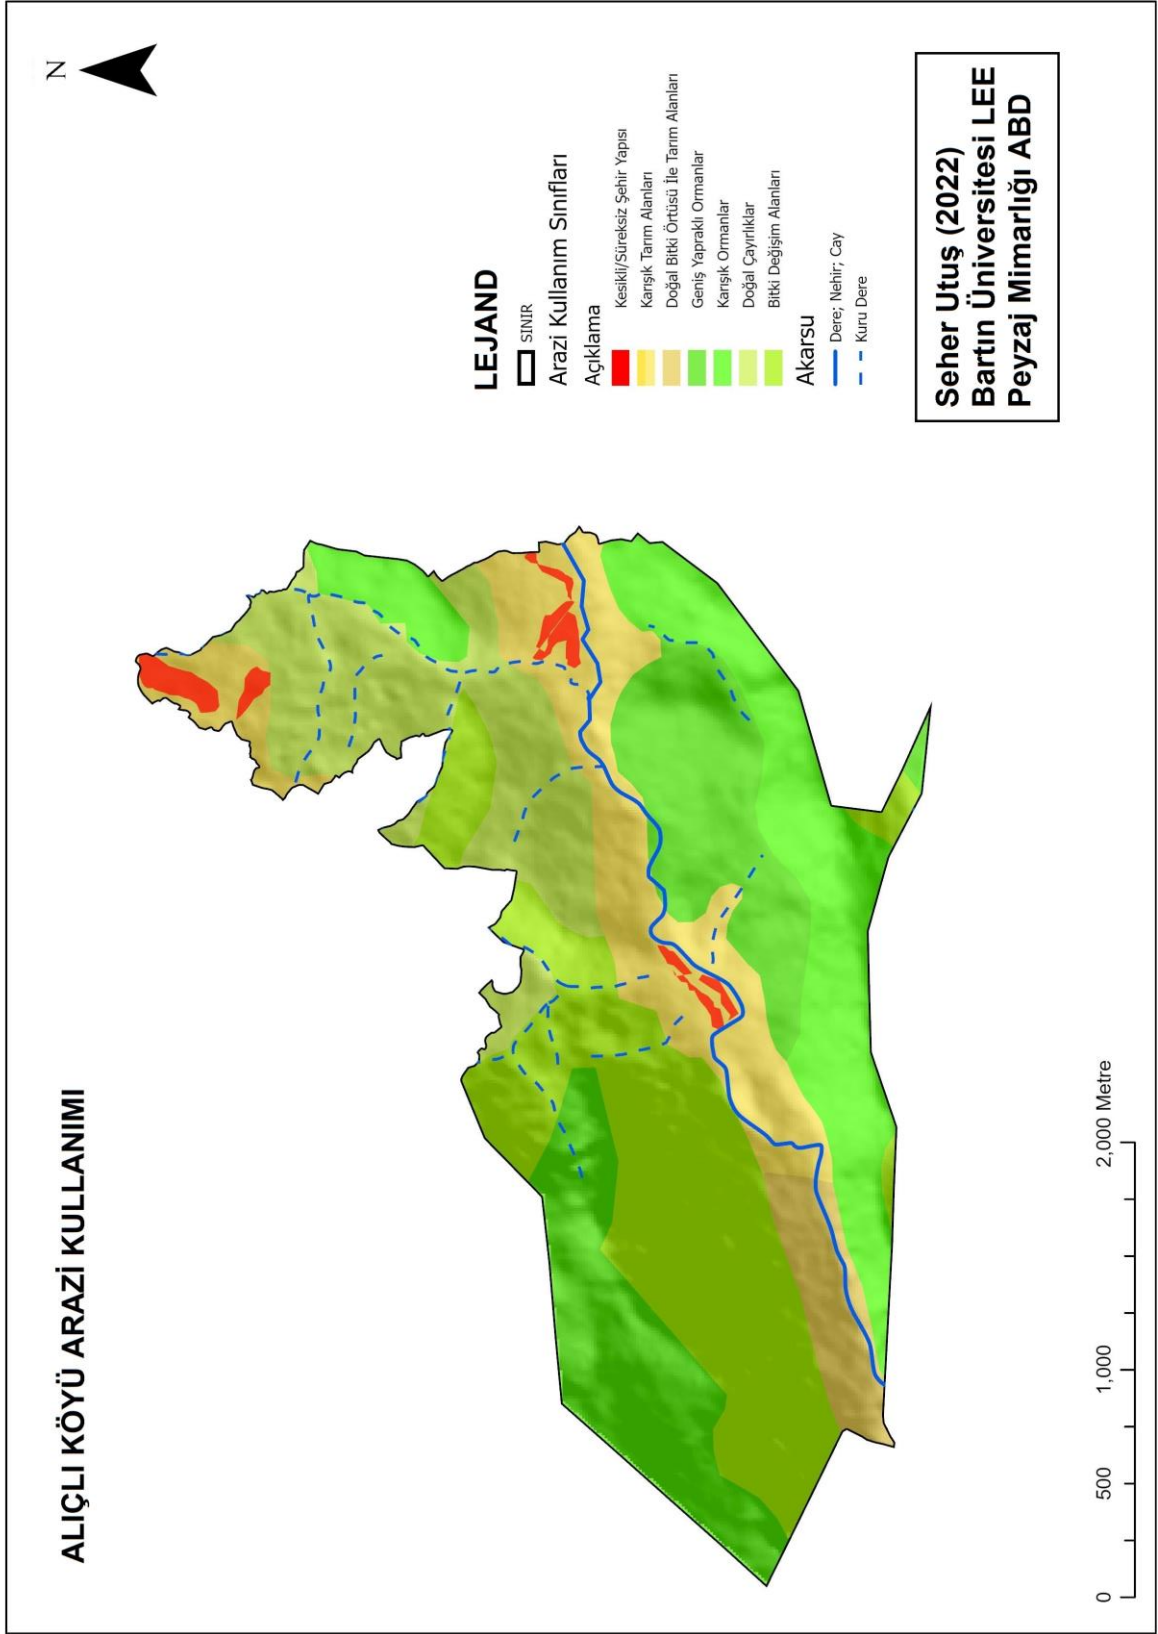 ALIÇLI KÖYÜ ARAZİ KULLANIMI
N
LEJAND
SINIR
Arazi Kullanım Sınıfları
Açıklama
Kesikli/Süreksiz Şehir Yapısı
Karışık Tarım Alanları
Doğal Bitki Örtüsü İle Tarım Alanları
Geniş Yapraklı Ormanlar
Karışık Ormanlar
Doğal Çayırlıklar
Bitki Değişim Alanları
Akarsu
Dere; Nehir; Cay
Kuru Dere
Seher Utuş (2022)
Bartın Üniversitesi LEE
Peyzaj Mimarlığı ABD
0 500 1,000 2,000 Metre